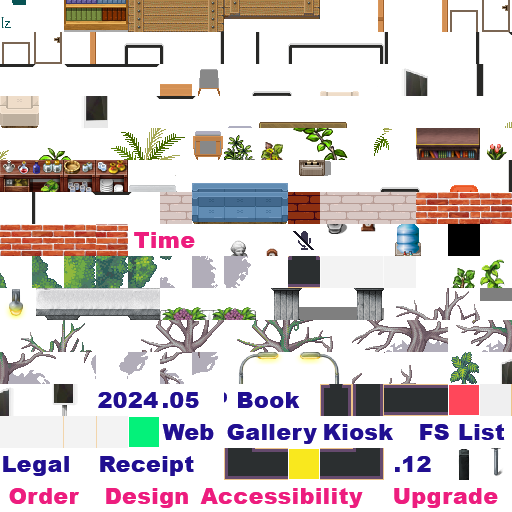 lz
Time
2024.05 Book
Web Gallery Kiosk FS List
Legal Receipt .12
Order Design Accessibility Upgrade